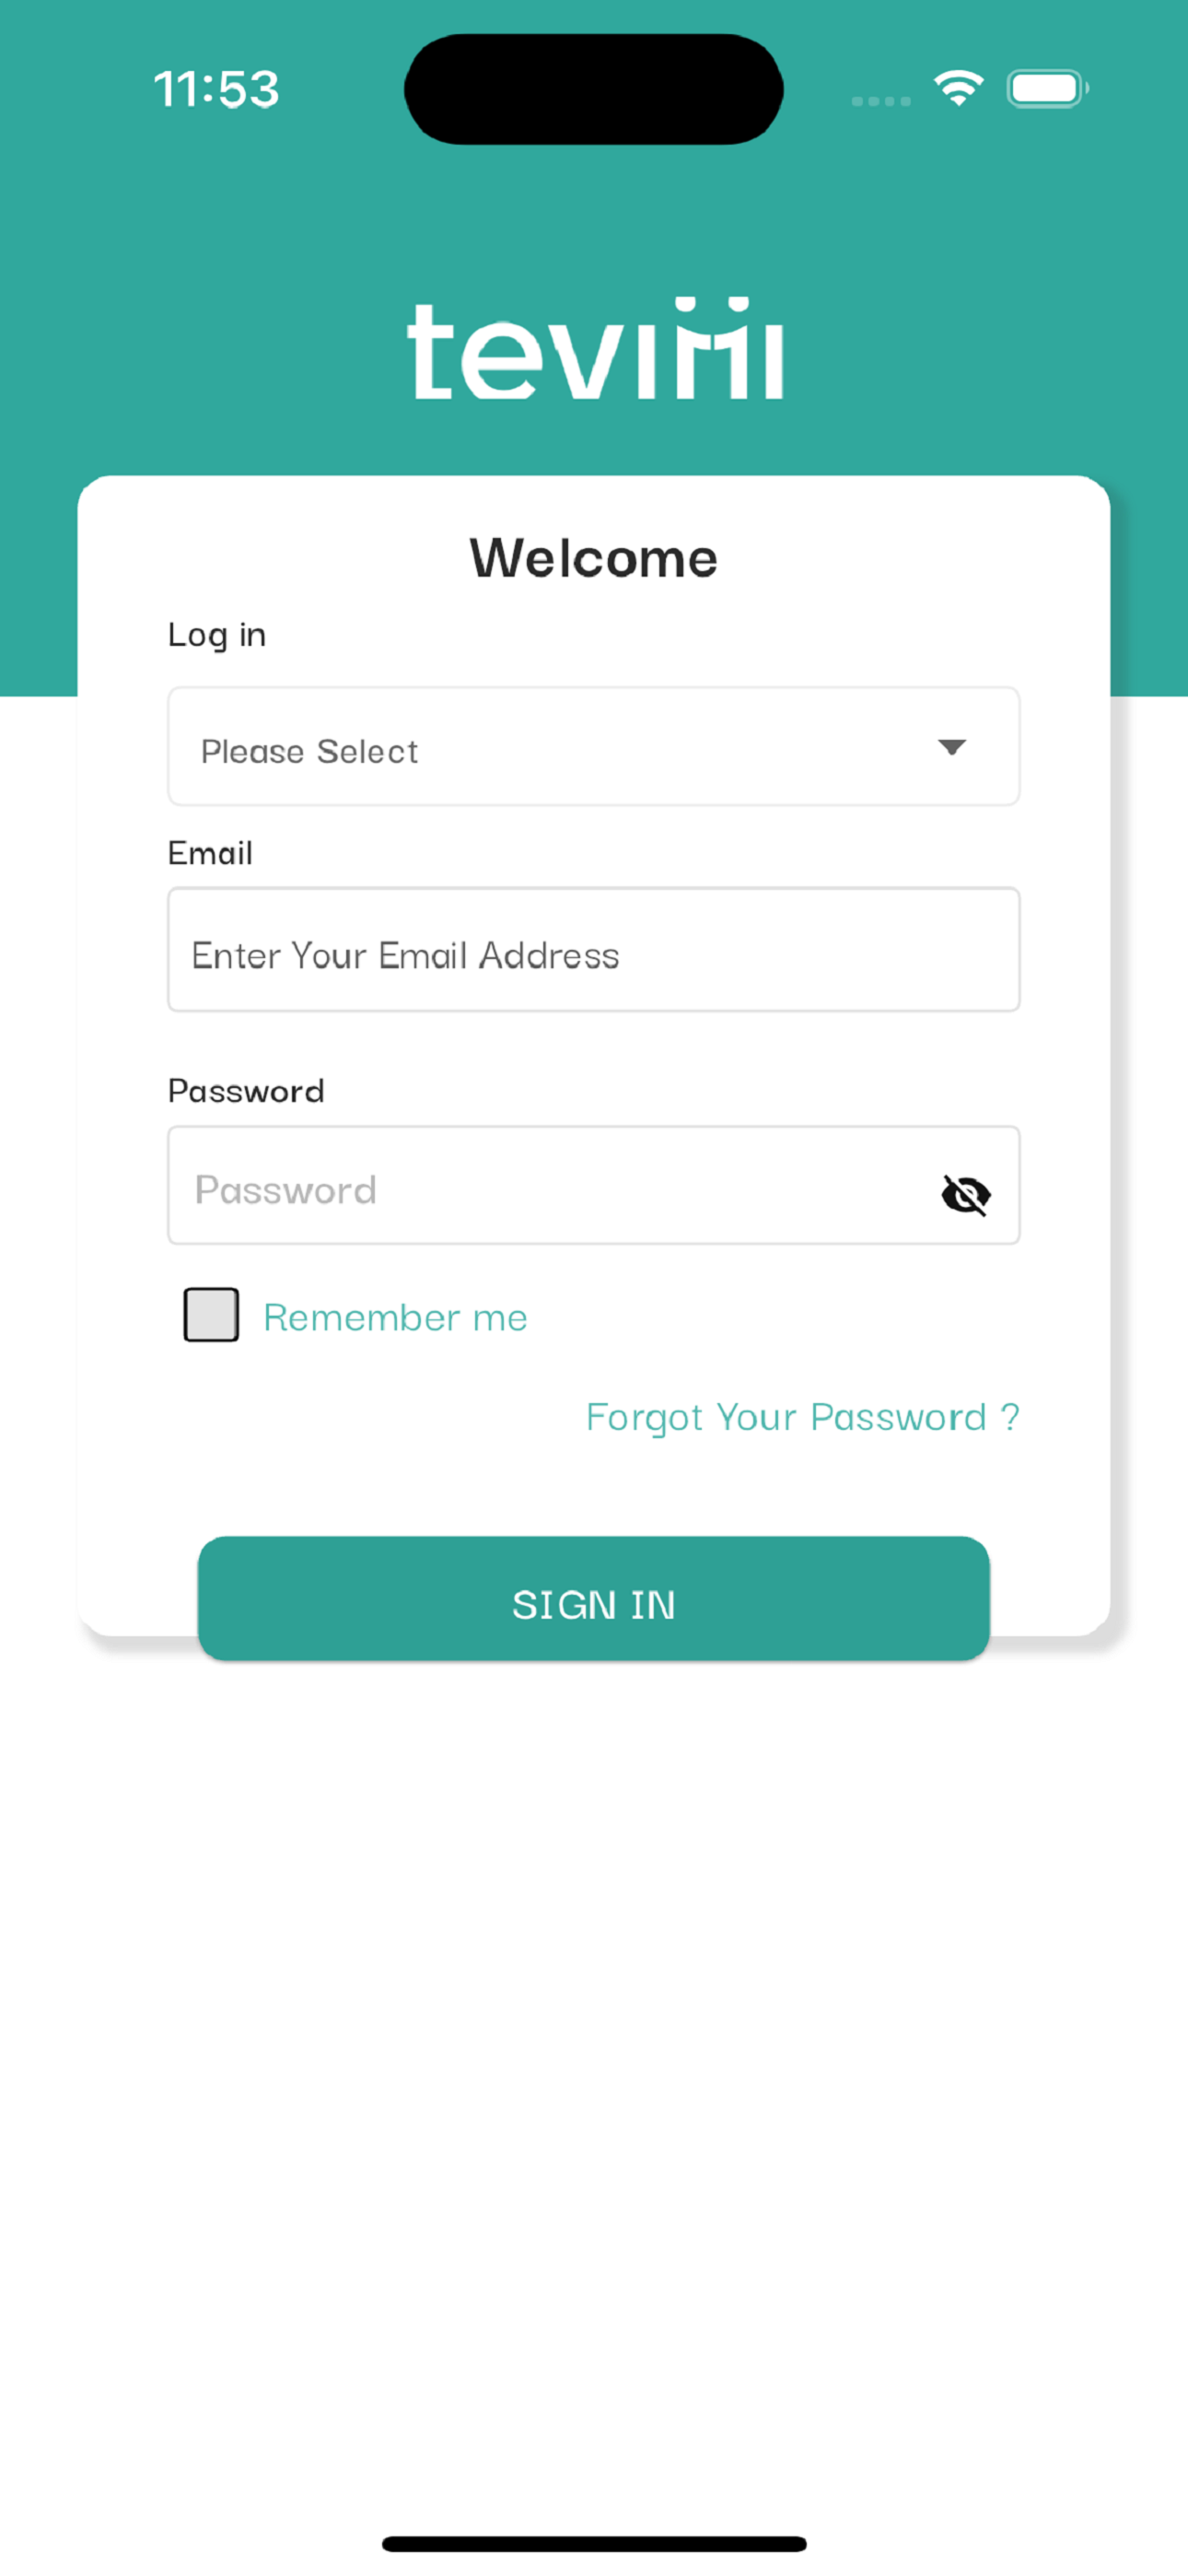 11:53
tevini
Welcome
Log in
Please Select
Email
Enter Your Email Address
Password
Password
Remember me
Forgot Your Password ?
SIGN IN